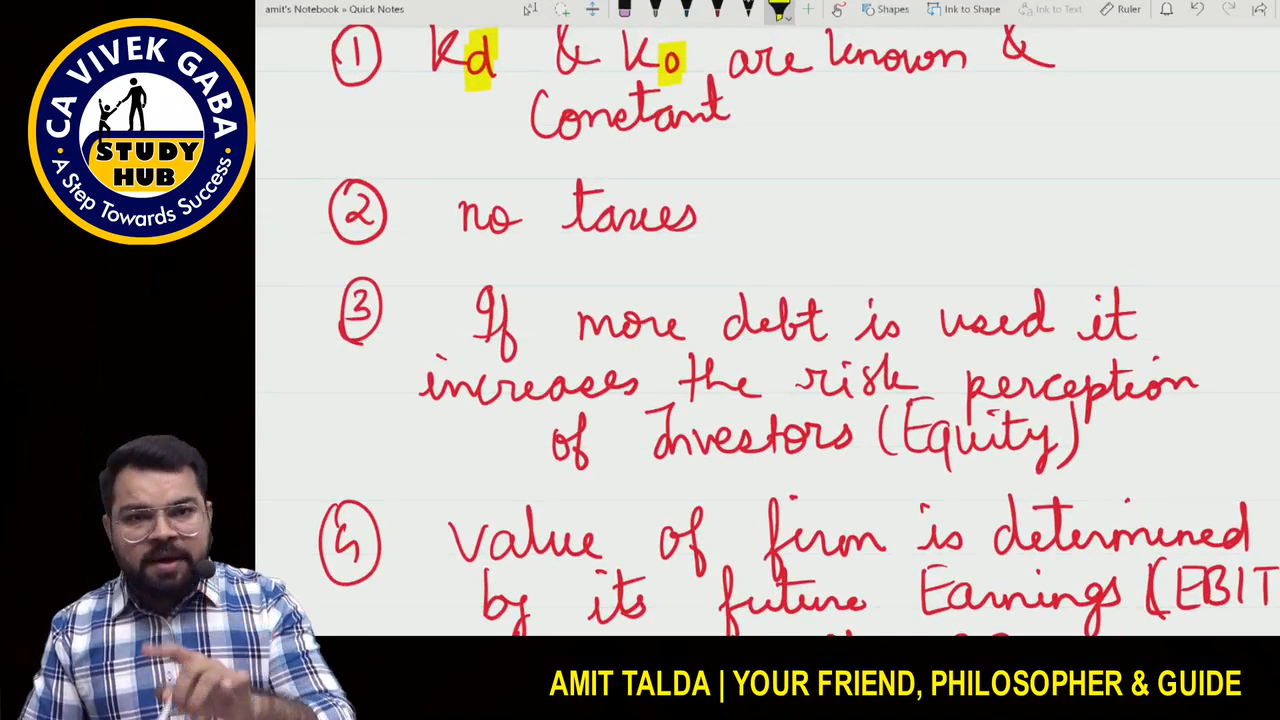 amit's Notebook » Quick Notes
Shapes
Ink to Shape
Ink to Text
Ruler
CA VIVEK GABA
STUDY
HUB
• A Step Towards Success •
① Kd & Ko are known &
Constant
② no taxes
③ If more debt is used it
increases the risk perception
of Investors (Equity)
④ value of firm is determined
by its future Earnings (EBIT
AMIT TALDA | YOUR FRIEND, PHILOSOPHER & GUIDE